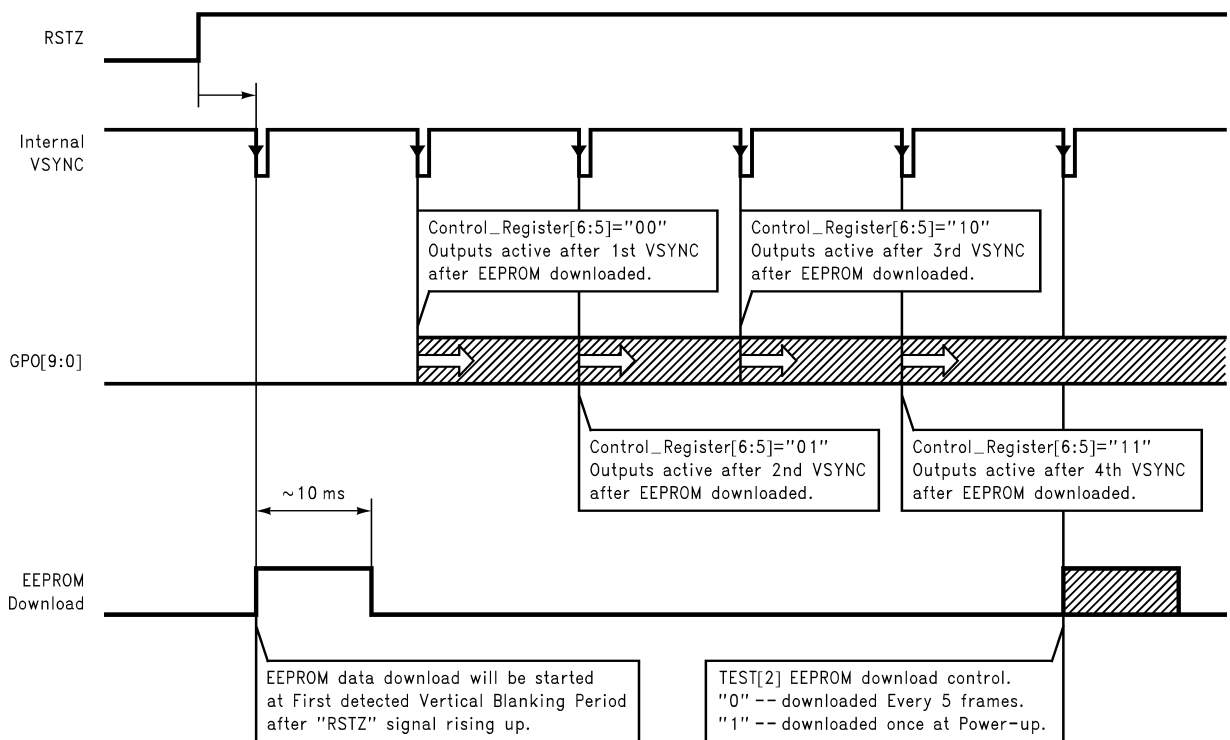 RSTZ
Internal
VSYNC
Control_Register[6:5]="00"
Outputs active after 1st VSYNC
after EEPROM downloaded.
Control_Register[6:5]="10"
Outputs active after 3rd VSYNC
after EEPROM downloaded.
GPO[9:0]
Control_Register[6:5]="01"
Outputs active after 2nd VSYNC
after EEPROM downloaded.
Control_Register[6:5]="11"
Outputs active after 4th VSYNC
after EEPROM downloaded.
~10 ms
EEPROM
Download
EEPROM data download will be started
at First detected Vertical Blanking Period
after "RSTZ" signal rising up.
TEST[2] EEPROM download control.
"0" -- downloaded Every 5 frames.
"1" -- downloaded once at Power-up.